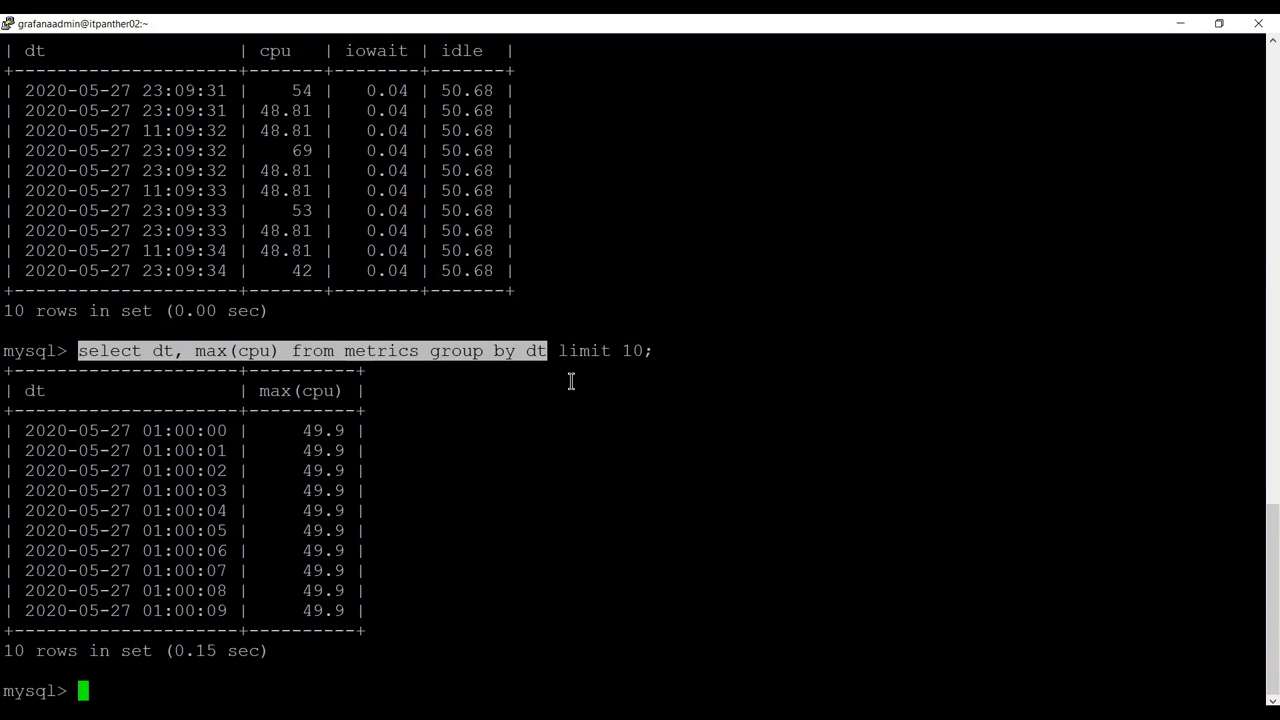 grafanaadmin@itpanther02:~
| dt                  | cpu   | iowait | idle  |
+---------------------+-------+--------+-------+
| 2020-05-27 23:09:31 |    54 |   0.04 | 50.68 |
| 2020-05-27 23:09:31 | 48.81 |   0.04 | 50.68 |
| 2020-05-27 11:09:32 | 48.81 |   0.04 | 50.68 |
| 2020-05-27 23:09:32 |    69 |   0.04 | 50.68 |
| 2020-05-27 23:09:32 | 48.81 |   0.04 | 50.68 |
| 2020-05-27 11:09:33 | 48.81 |   0.04 | 50.68 |
| 2020-05-27 23:09:33 |    53 |   0.04 | 50.68 |
| 2020-05-27 23:09:33 | 48.81 |   0.04 | 50.68 |
| 2020-05-27 11:09:34 | 48.81 |   0.04 | 50.68 |
| 2020-05-27 23:09:34 |    42 |   0.04 | 50.68 |
+---------------------+-------+--------+-------+
10 rows in set (0.00 sec)
mysql> select dt, max(cpu) from metrics group by dt limit 10;
+---------------------+----------+
| dt                  | max(cpu) |
+---------------------+----------+
| 2020-05-27 01:00:00 |     49.9 |
| 2020-05-27 01:00:01 |     49.9 |
| 2020-05-27 01:00:02 |     49.9 |
| 2020-05-27 01:00:03 |     49.9 |
| 2020-05-27 01:00:04 |     49.9 |
| 2020-05-27 01:00:05 |     49.9 |
| 2020-05-27 01:00:06 |     49.9 |
| 2020-05-27 01:00:07 |     49.9 |
| 2020-05-27 01:00:08 |     49.9 |
| 2020-05-27 01:00:09 |     49.9 |
+---------------------+----------+
10 rows in set (0.15 sec)
mysql>